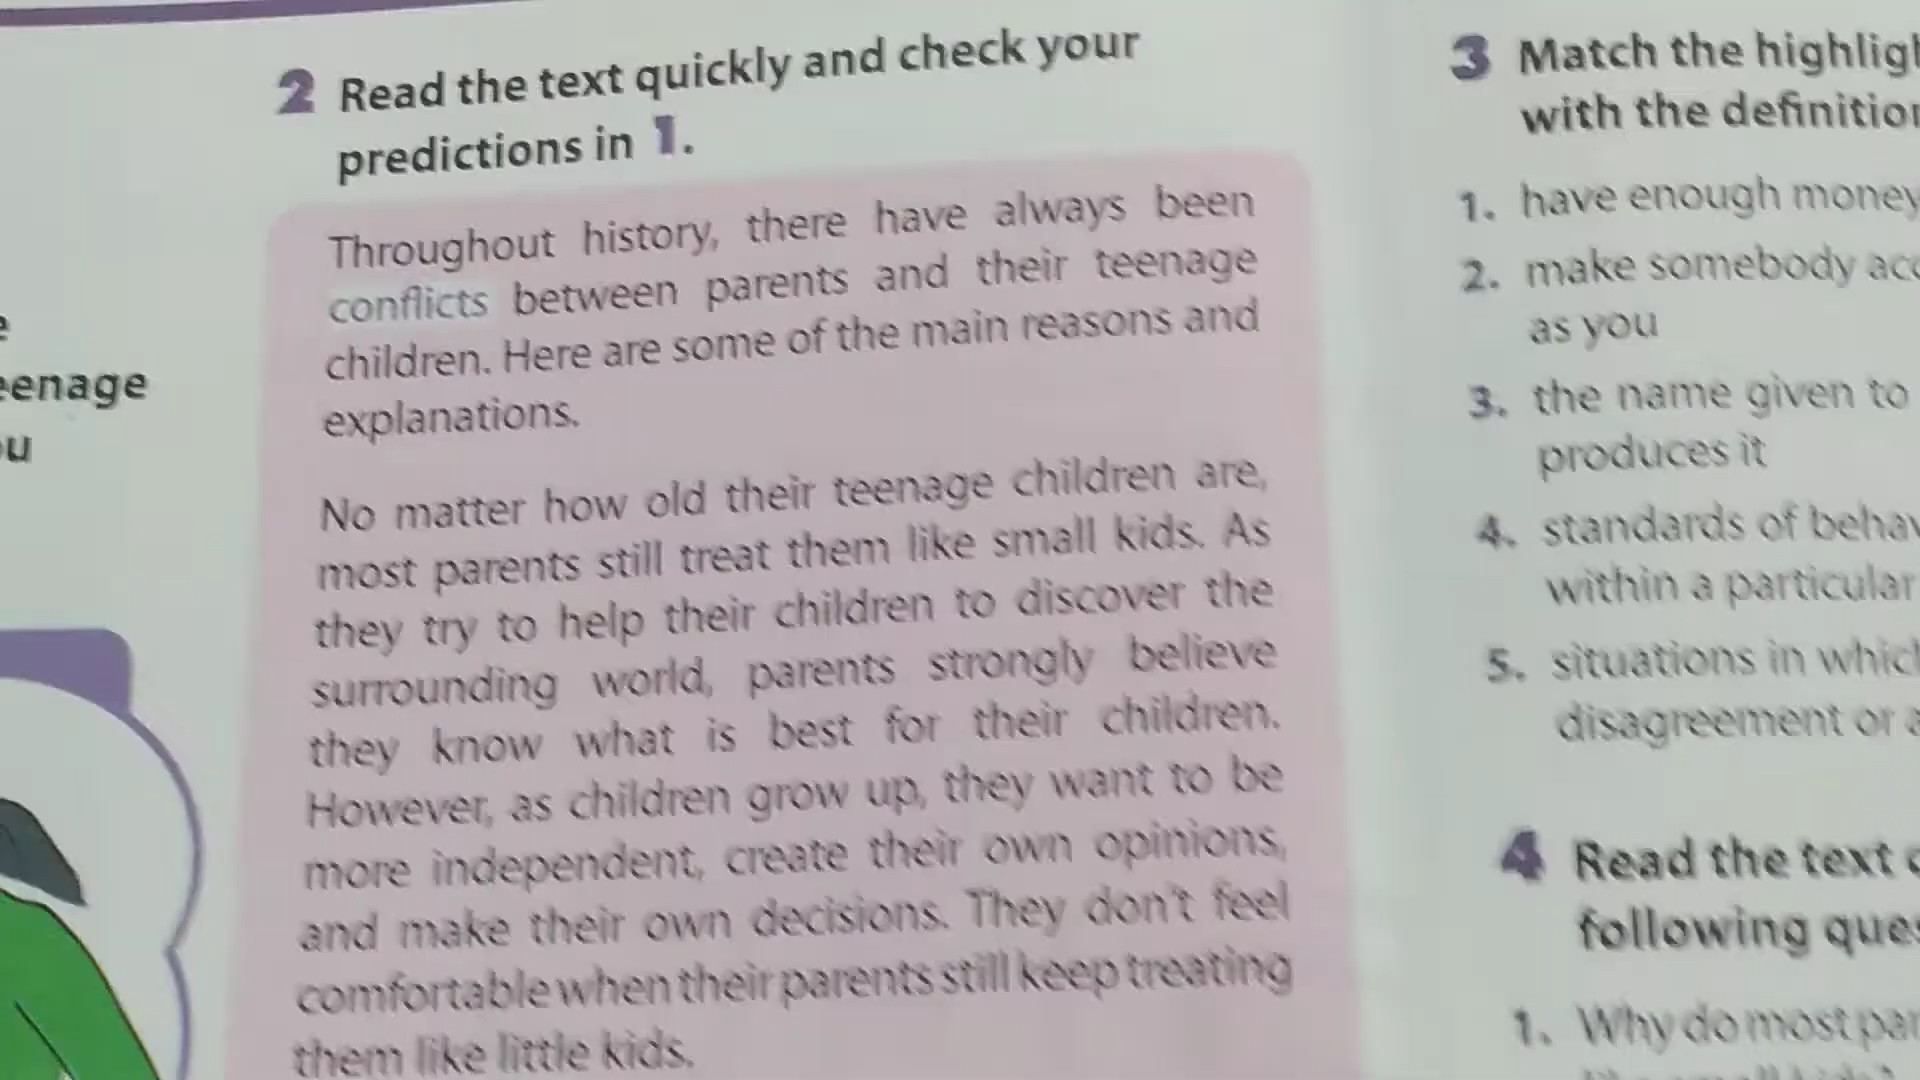 eenage
2 Read the text quickly and check your
predictions in 1.
Throughout history, there have always been
conflicts between parents and their teenage
children. Here are some of the main reasons and
explanations.
No matter how old their teenage children are,
most parents still treat them like small kids. As
they try to help their children to discover the
surrounding world, parents strongly believe
they know what is best for their children.
However, as children grow up, they want to be
more independent, create their own opinions,
and make their own decisions. They don't feel
comfortable when their parents still keep treating
them like little kids.
3 Match the highligh
with the definition
1. have enough money
2. make somebody acc
as you
3. the name given to
produces it
4. standards of behav
within a particular
5. situations in which
disagreement or a
4 Read the text
following ques
1. Why do most par